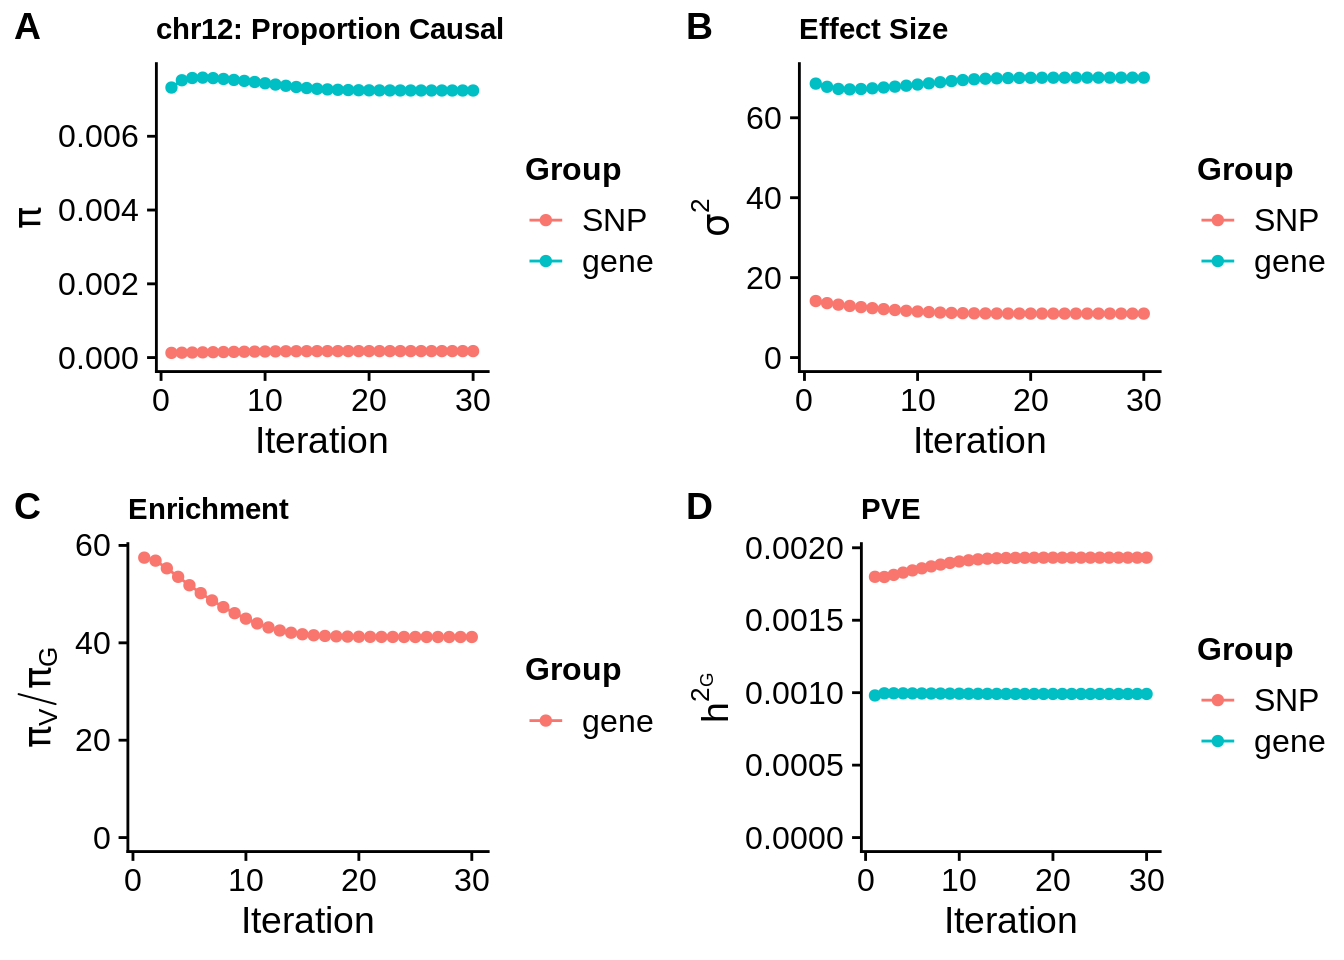 A
chr12: Proportion Causal
π
0.006
0.004
0.002
0.000
0 10 20 30
Iteration
Group
SNP
gene
B
Effect Size
σ²
60
40
20
0
0 10 20 30
Iteration
Group
SNP
gene
C
Enrichment
πV/πG
60
40
20
0
0 10 20 30
Iteration
Group
gene
D
PVE
h²G
0.0020
0.0015
0.0010
0.0005
0.0000
0 10 20 30
Iteration
Group
SNP
gene